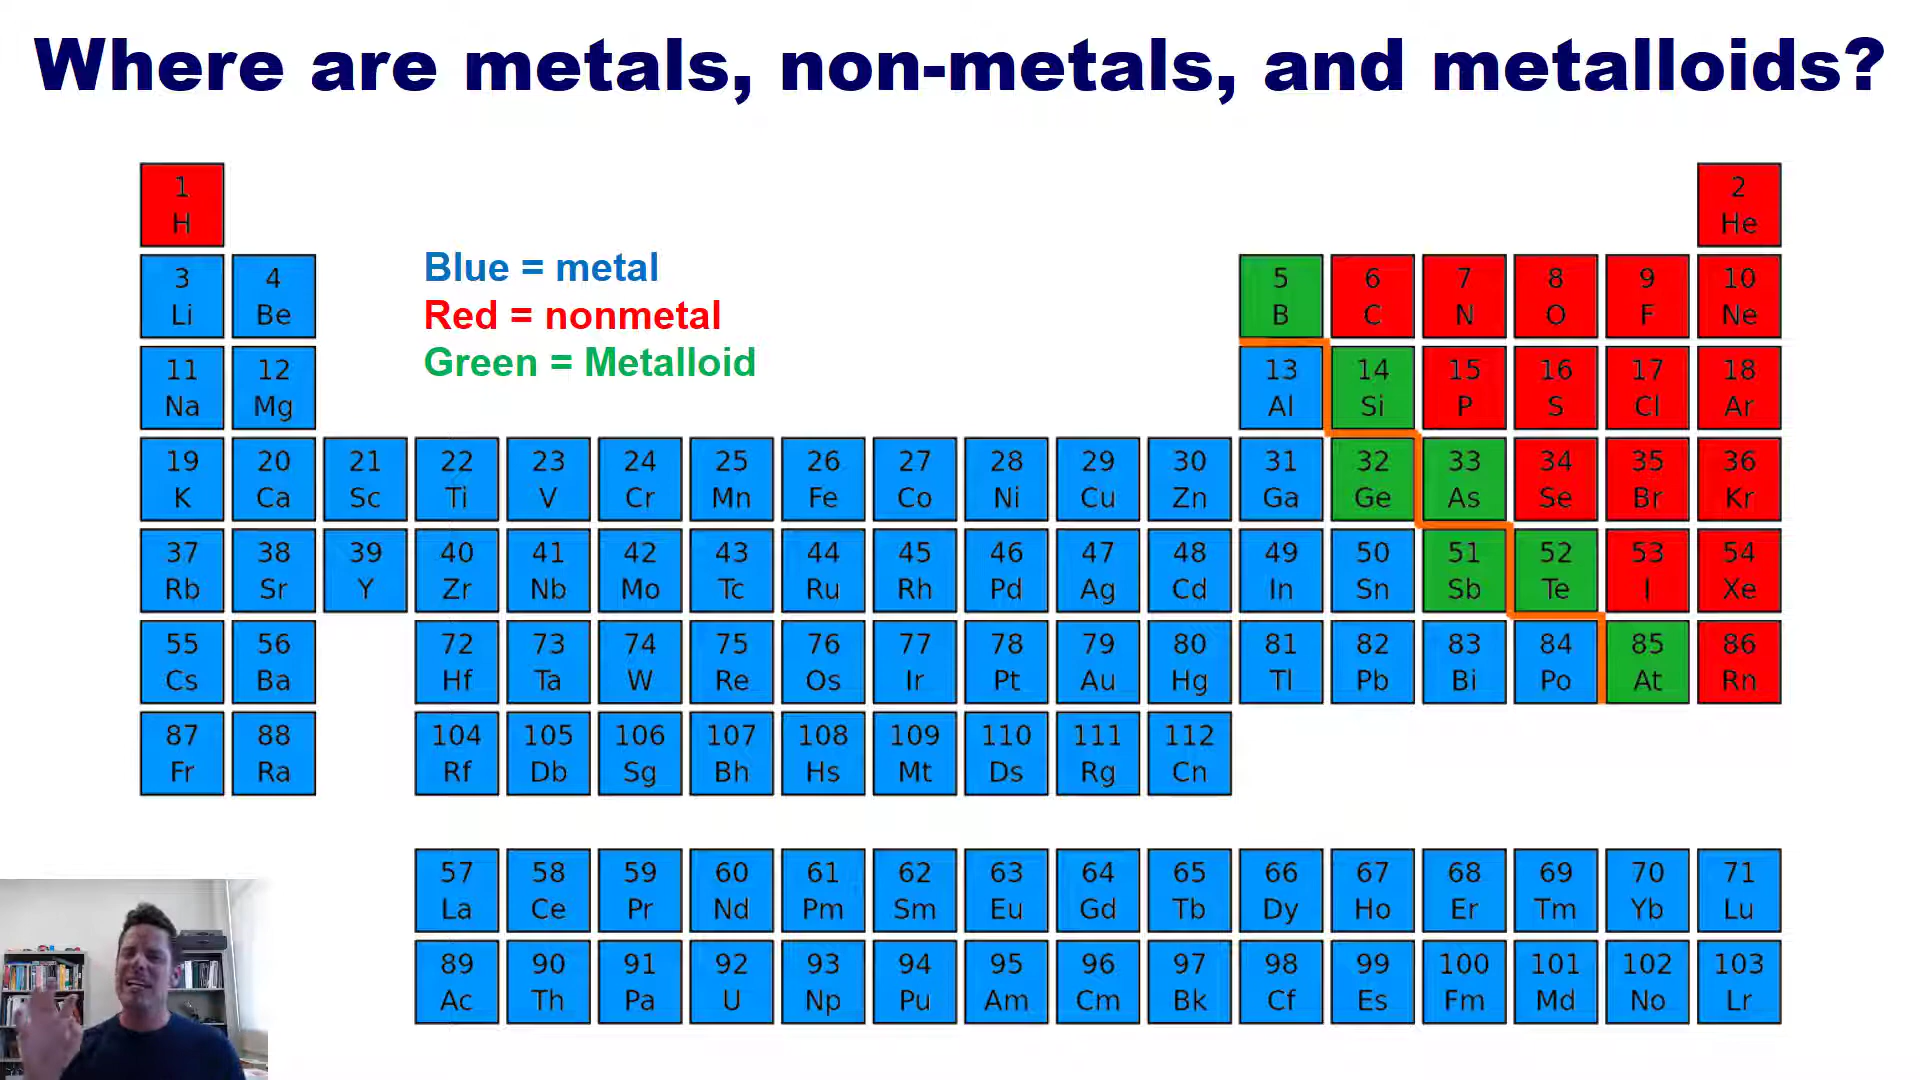 Where are metals, non-metals, and metalloids?
1 2
H He
Blue = metal
Red = nonmetal
Green = Metalloid
3 4 5 6 7 8 9 10
Li Be B C N O F Ne
11 12 13 14 15 16 17 18
Na Mg Al Si P S Cl Ar
19 20 21 22 23 24 25 26 27 28 29 30 31 32 33 34 35 36
K Ca Sc Ti V Cr Mn Fe Co Ni Cu Zn Ga Ge As Se Br Kr
37 38 39 40 41 42 43 44 45 46 47 48 49 50 51 52 53 54
Rb Sr Y Zr Nb Mo Tc Ru Rh Pd Ag Cd In Sn Sb Te I Xe
55 56 72 73 74 75 76 77 78 79 80 81 82 83 84 85 86
Cs Ba Hf Ta W Re Os Ir Pt Au Hg Tl Pb Bi Po At Rn
87 88 104 105 106 107 108 109 110 111 112
Fr Ra Rf Db Sg Bh Hs Mt Ds Rg Cn
57 58 59 60 61 62 63 64 65 66 67 68 69 70 71
La Ce Pr Nd Pm Sm Eu Gd Tb Dy Ho Er Tm Yb Lu
89 90 91 92 93 94 95 96 97 98 99 100 101 102 103
Ac Th Pa U Np Pu Am Cm Bk Cf Es Fm Md No Lr